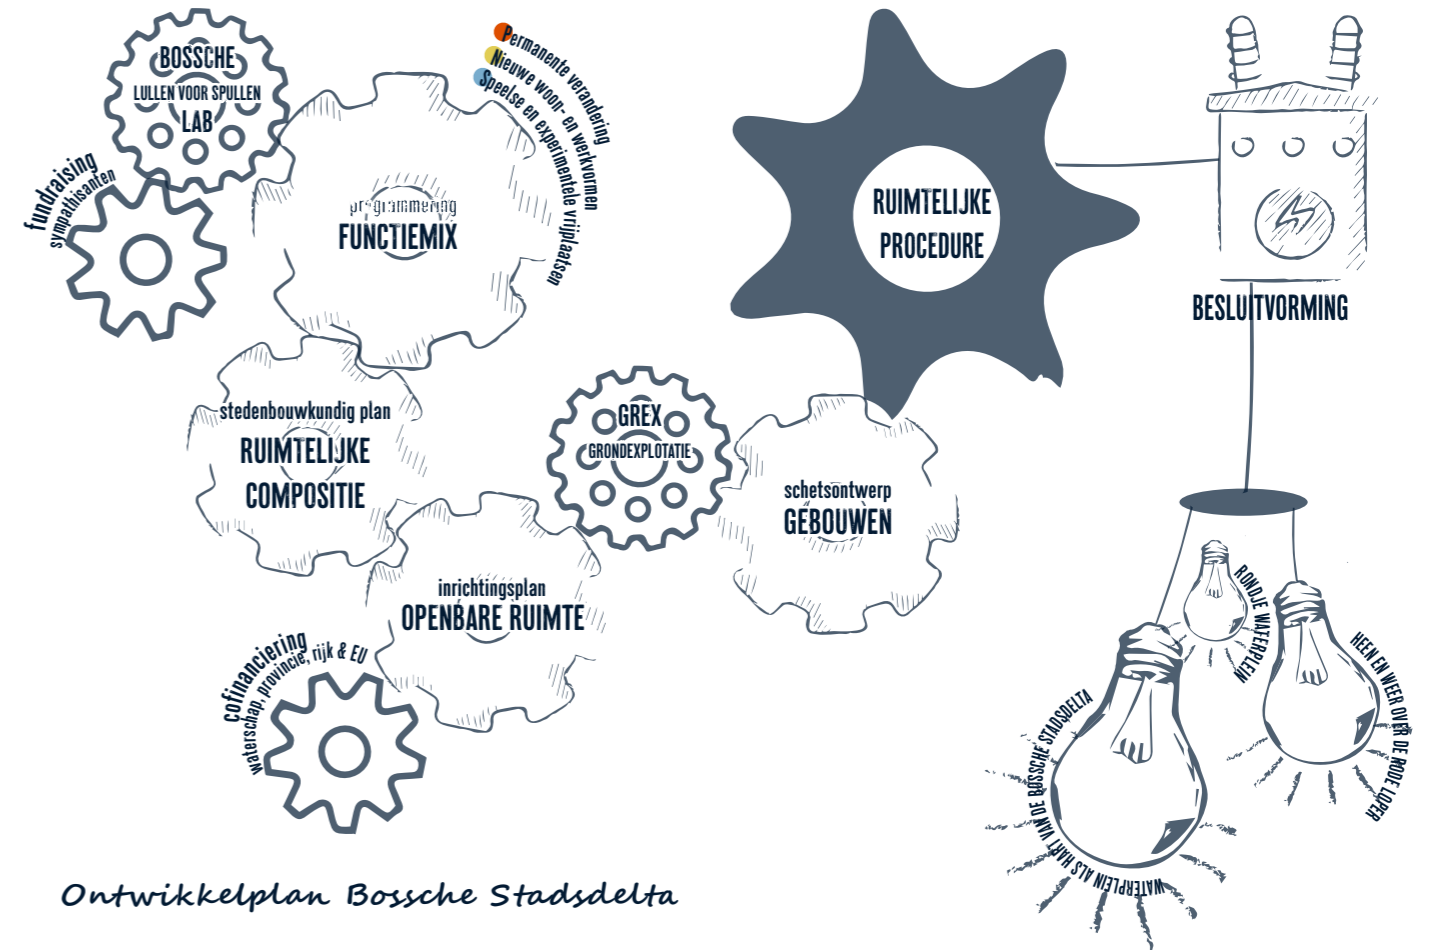 BOSSCHE
LULLEN VOOR SPULLEN
LAB
fundraising
sympathisanten
Permanente verandering
Nieuwe woon- en werkvormen
Speelse en experimentele vrijplaatsen
programmering
FUNCTIEMIX
RUIMTELIJKE
PROCEDURE
BESLUITVORMING
stedenbouwkundig plan
RUIMTELIJKE
COMPOSITIE
GREX
GRONDEXPLOTATIE
schetsontwerp
GEBOUWEN
inrichtingsplan
OPENBARE RUIMTE
cofinanciering
waterschap, provincie, rijk & EU
RONDJE WATERPLEIN
HEEN EN WEER OVER DE RODE LOPER
WATERPLEIN ALS HART VAN DE BOSSCHE STADSDELTA
Ontwikkelplan Bossche Stadsdelta